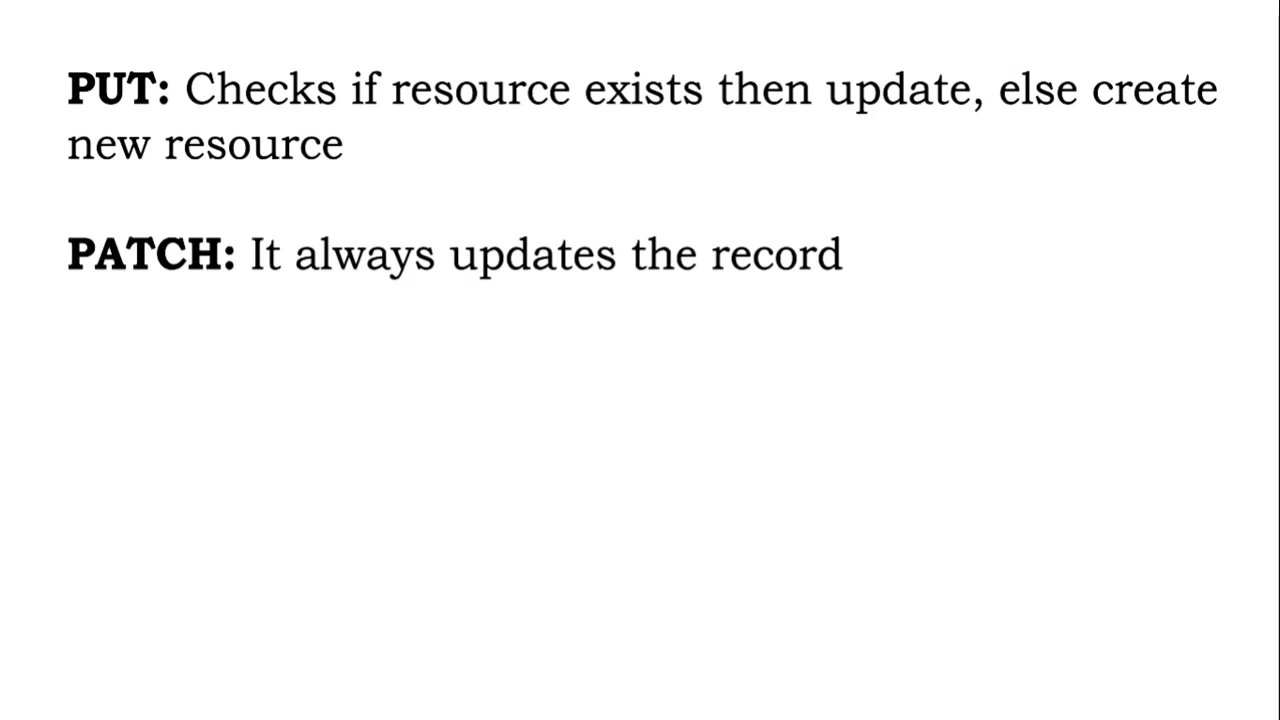 PUT: Checks if resource exists then update, else create
new resource
PATCH: It always updates the record